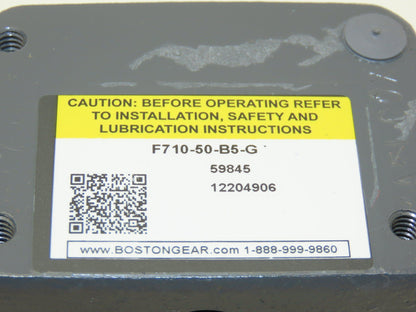 CAUTION: BEFORE OPERATING REFER
TO INSTALLATION, SAFETY AND
LUBRICATION INSTRUCTIONS
F710-50-B5-G
59845
12204906
www.BOSTONGEAR.com 1-888-999-9860